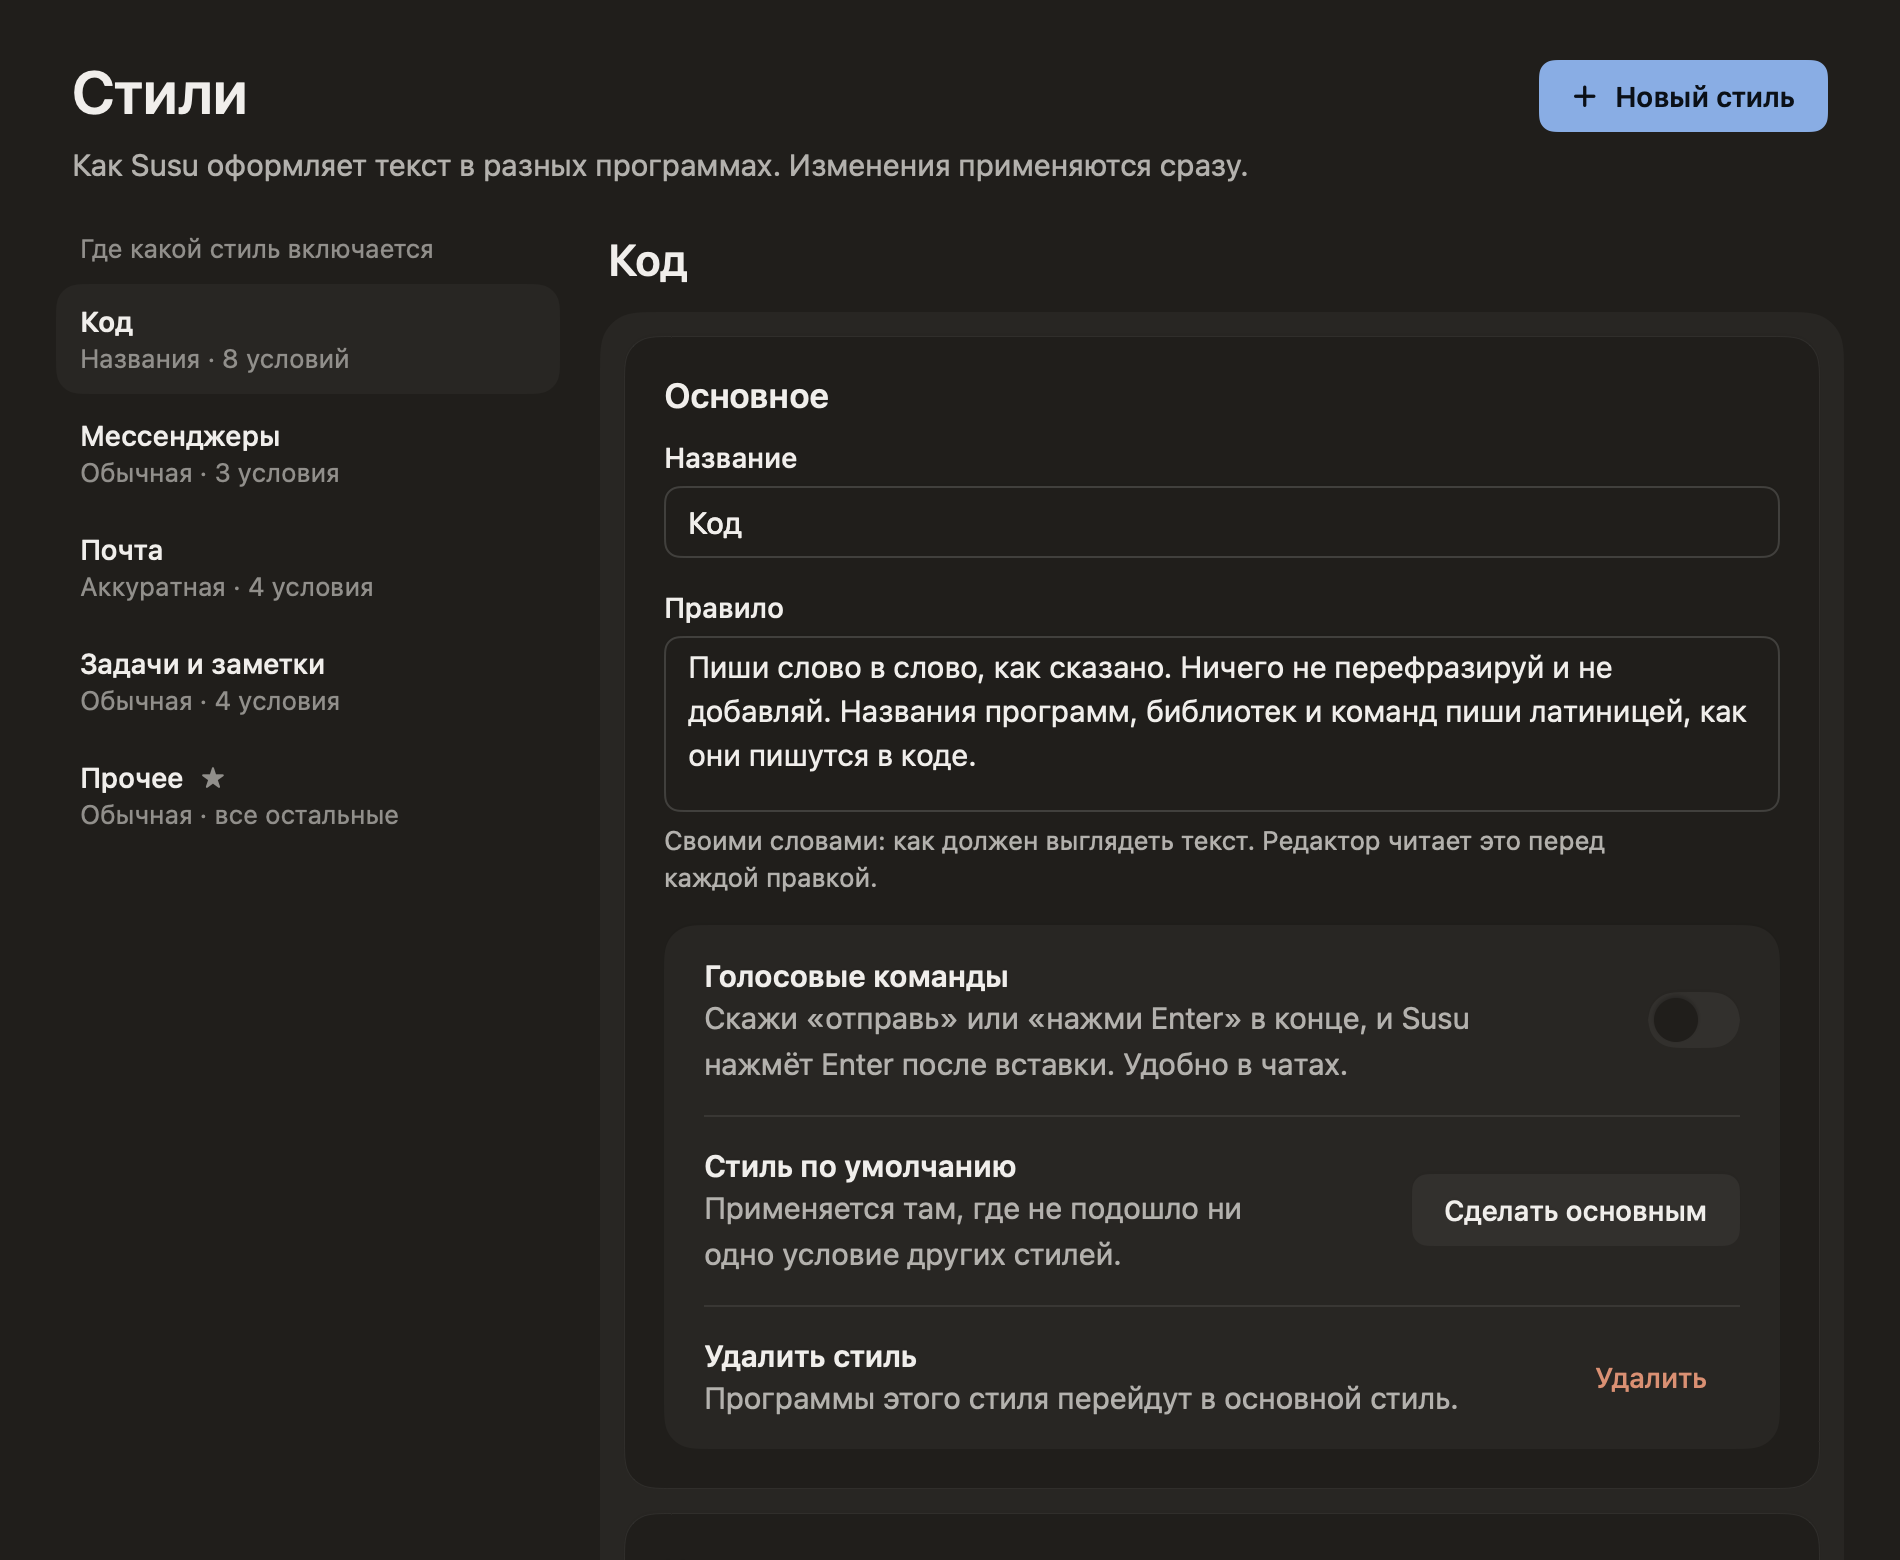 Стили
+ Новый стиль
Как Susu оформляет текст в разных программах. Изменения применяются сразу.
Где какой стиль включается
Код
Названия · 8 условий
Мессенджеры
Обычная · 3 условия
Почта
Аккуратная · 4 условия
Задачи и заметки
Обычная · 4 условия
Прочее ★
Обычная · все остальные
Код
Основное
Название
Код
Правило
Пиши слово в слово, как сказано. Ничего не перефразируй и не
добавляй. Названия программ, библиотек и команд пиши латиницей, как
они пишутся в коде.
Своими словами: как должен выглядеть текст. Редактор читает это перед
каждой правкой.
Голосовые команды
Скажи «отправь» или «нажми Enter» в конце, и Susu
нажмёт Enter после вставки. Удобно в чатах.
Стиль по умолчанию
Применяется там, где не подошло ни
одно условие других стилей.
Сделать основным
Удалить стиль
Программы этого стиля перейдут в основной стиль.
Удалить